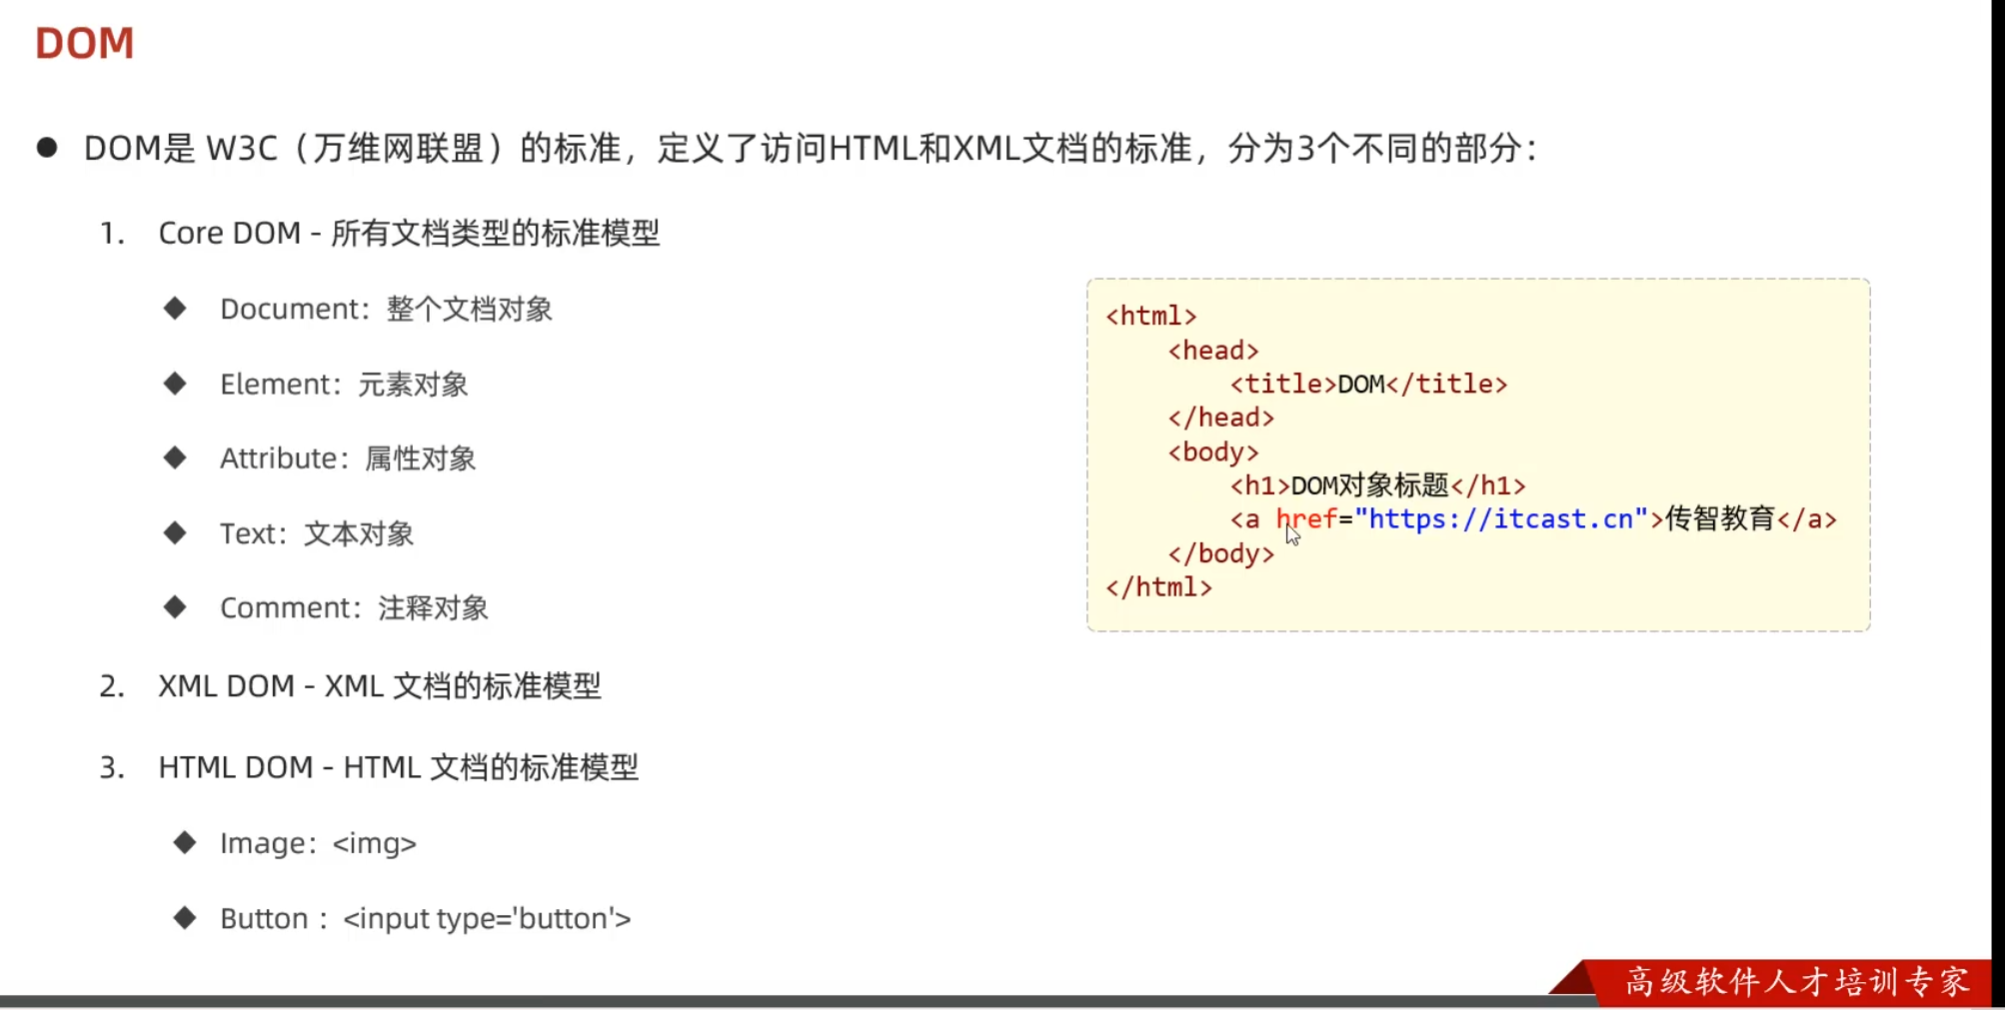 DOM
● DOM是 W3C（万维网联盟）的标准，定义了访问HTML和XML文档的标准，分为3个不同的部分：
1. Core DOM - 所有文档类型的标准模型
◆ Document：整个文档对象
◆ Element：元素对象
◆ Attribute：属性对象
◆ Text：文本对象
◆ Comment：注释对象
2. XML DOM - XML 文档的标准模型
3. HTML DOM - HTML 文档的标准模型
◆ Image：<img>
◆ Button ：<input type='button'>
<html>
<head>
<title>DOM</title>
</head>
<body>
<h1>DOM对象标题</h1>
<a href="https://itcast.cn">传智教育</a>
</body>
</html>
高级软件人才培训专家